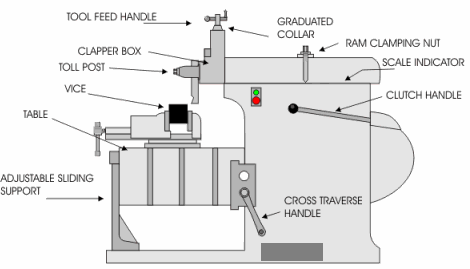 TOOL FEED HANDLE
GRADUATED
COLLAR
CLAPPER BOX
RAM CLAMPING NUT
TOLL POST
SCALE INDICATOR
VICE
CLUTCH HANDLE
TABLE
ADJUSTABLE SLIDING
SUPPORT
CROSS TRAVERSE
HANDLE